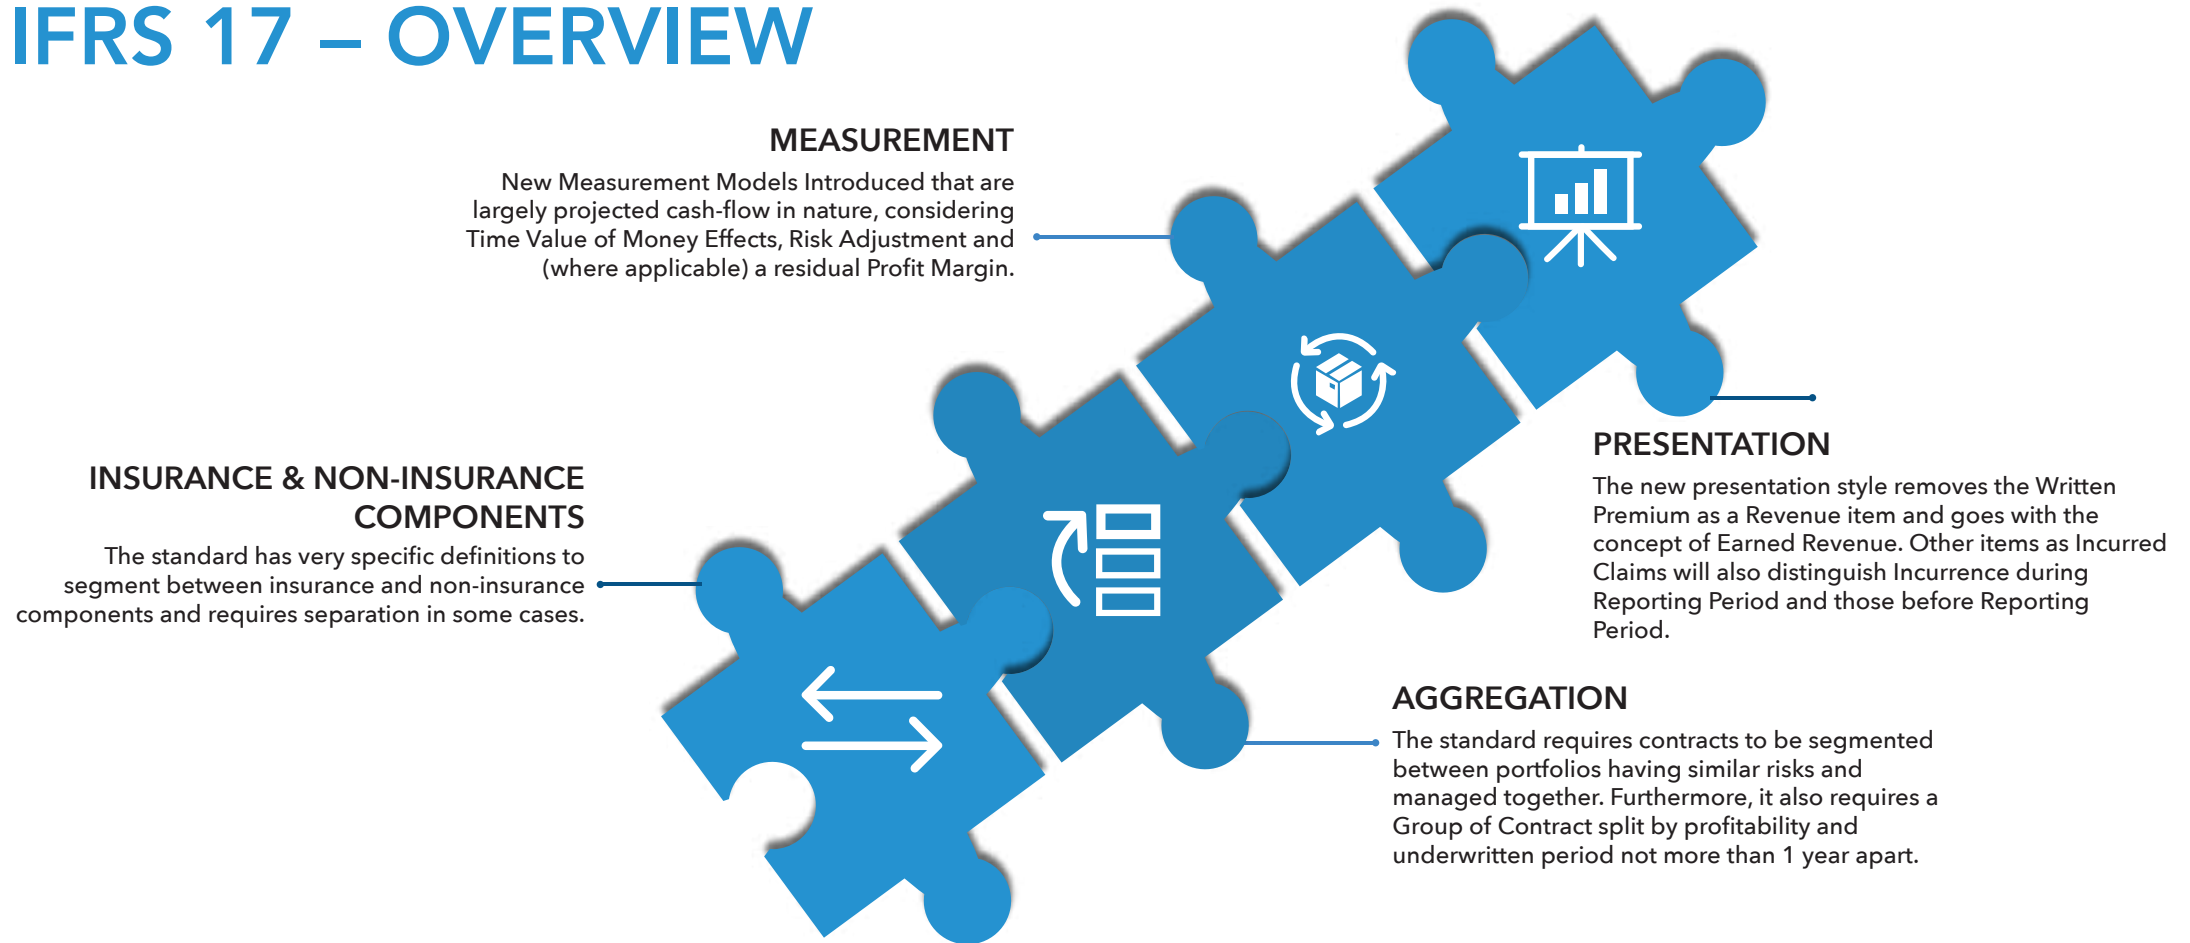 IFRS 17 – OVERVIEW
MEASUREMENT
New Measurement Models Introduced that are
largely projected cash-flow in nature, considering
Time Value of Money Effects, Risk Adjustment and
(where applicable) a residual Profit Margin.
INSURANCE & NON-INSURANCE
COMPONENTS
The standard has very specific definitions to
segment between insurance and non-insurance
components and requires separation in some cases.
PRESENTATION
The new presentation style removes the Written
Premium as a Revenue item and goes with the
concept of Earned Revenue. Other items as Incurred
Claims will also distinguish Incurrence during
Reporting Period and those before Reporting
Period.
AGGREGATION
The standard requires contracts to be segmented
between portfolios having similar risks and
managed together. Furthermore, it also requires a
Group of Contract split by profitability and
underwritten period not more than 1 year apart.